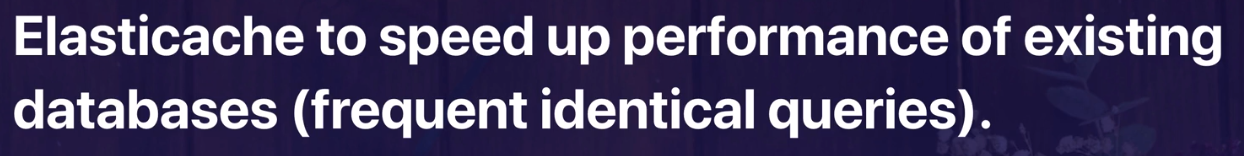 Elasticache to speed up performance of existing
databases (frequent identical queries).